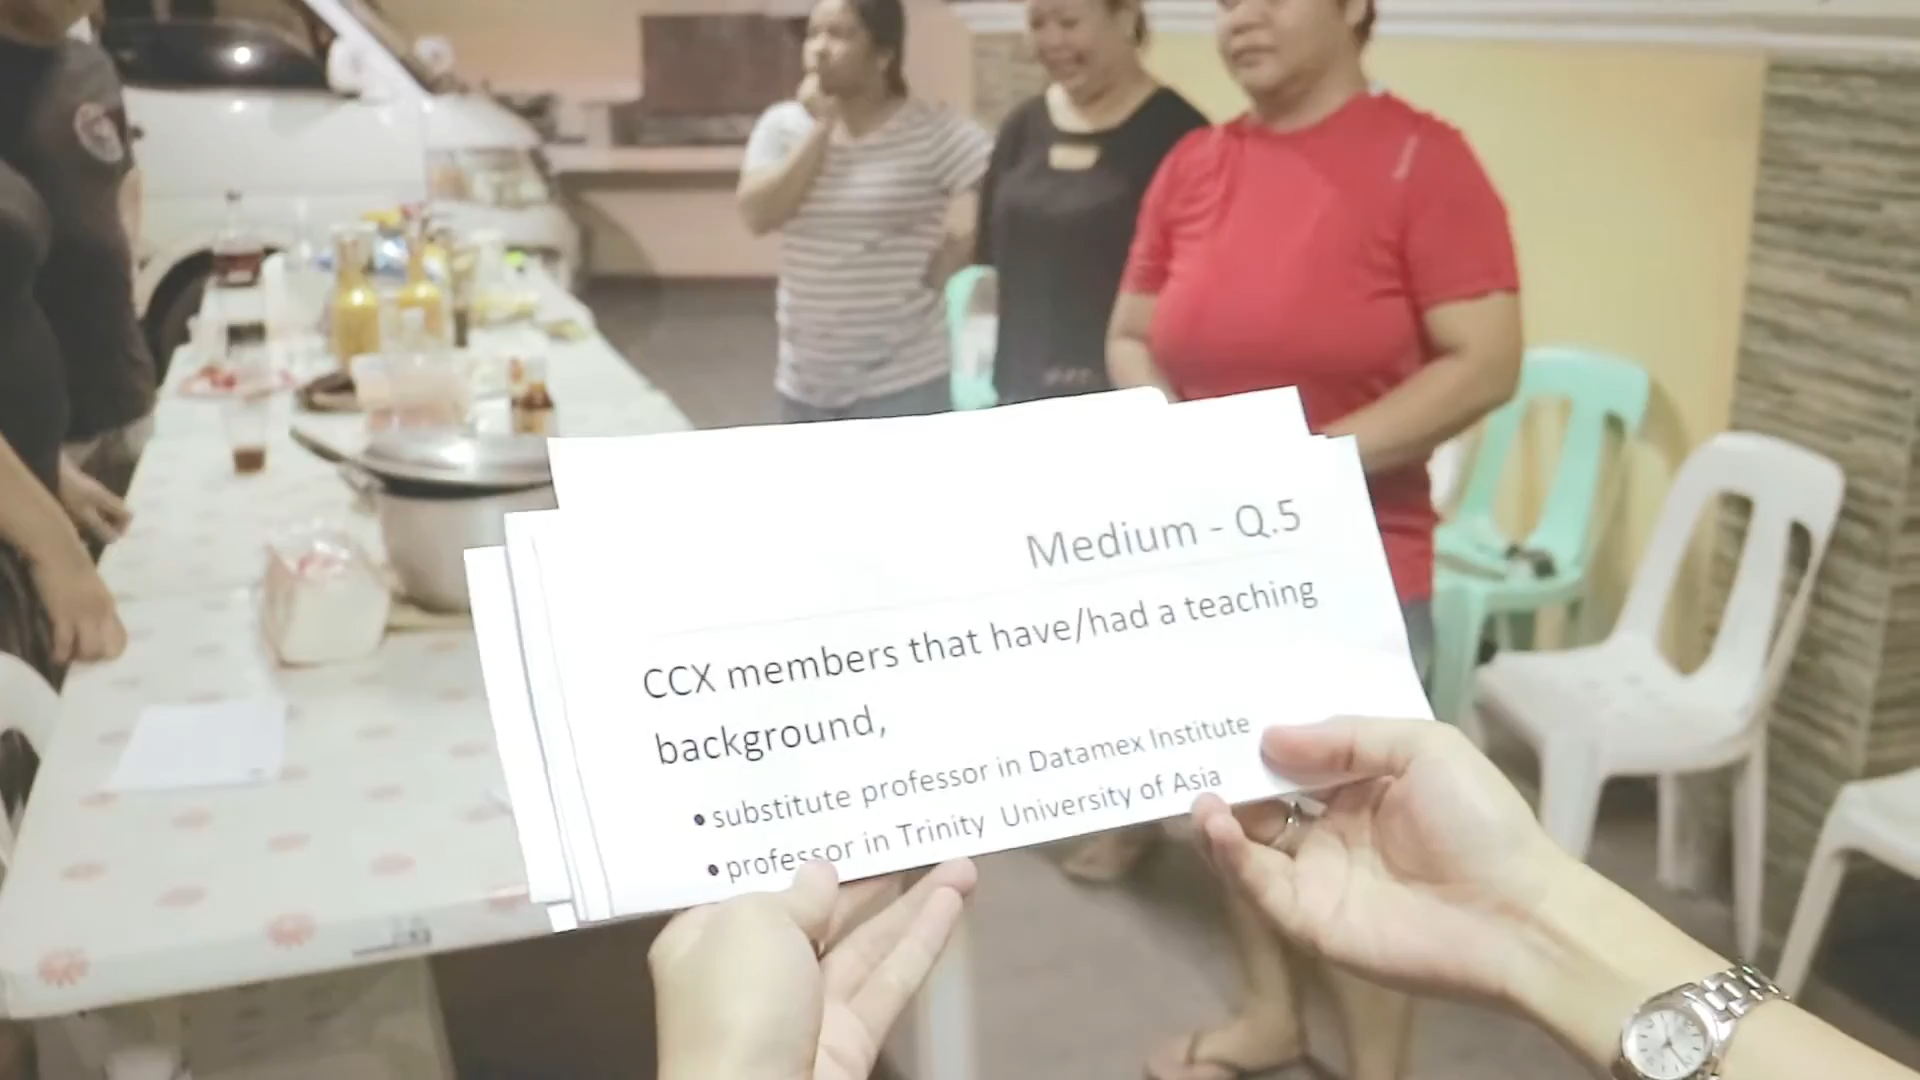 Medium - Q.5
CCX members that have/had a teaching
background,
•substitute professor in Datamex Institute
•professor in Trinity University of Asia